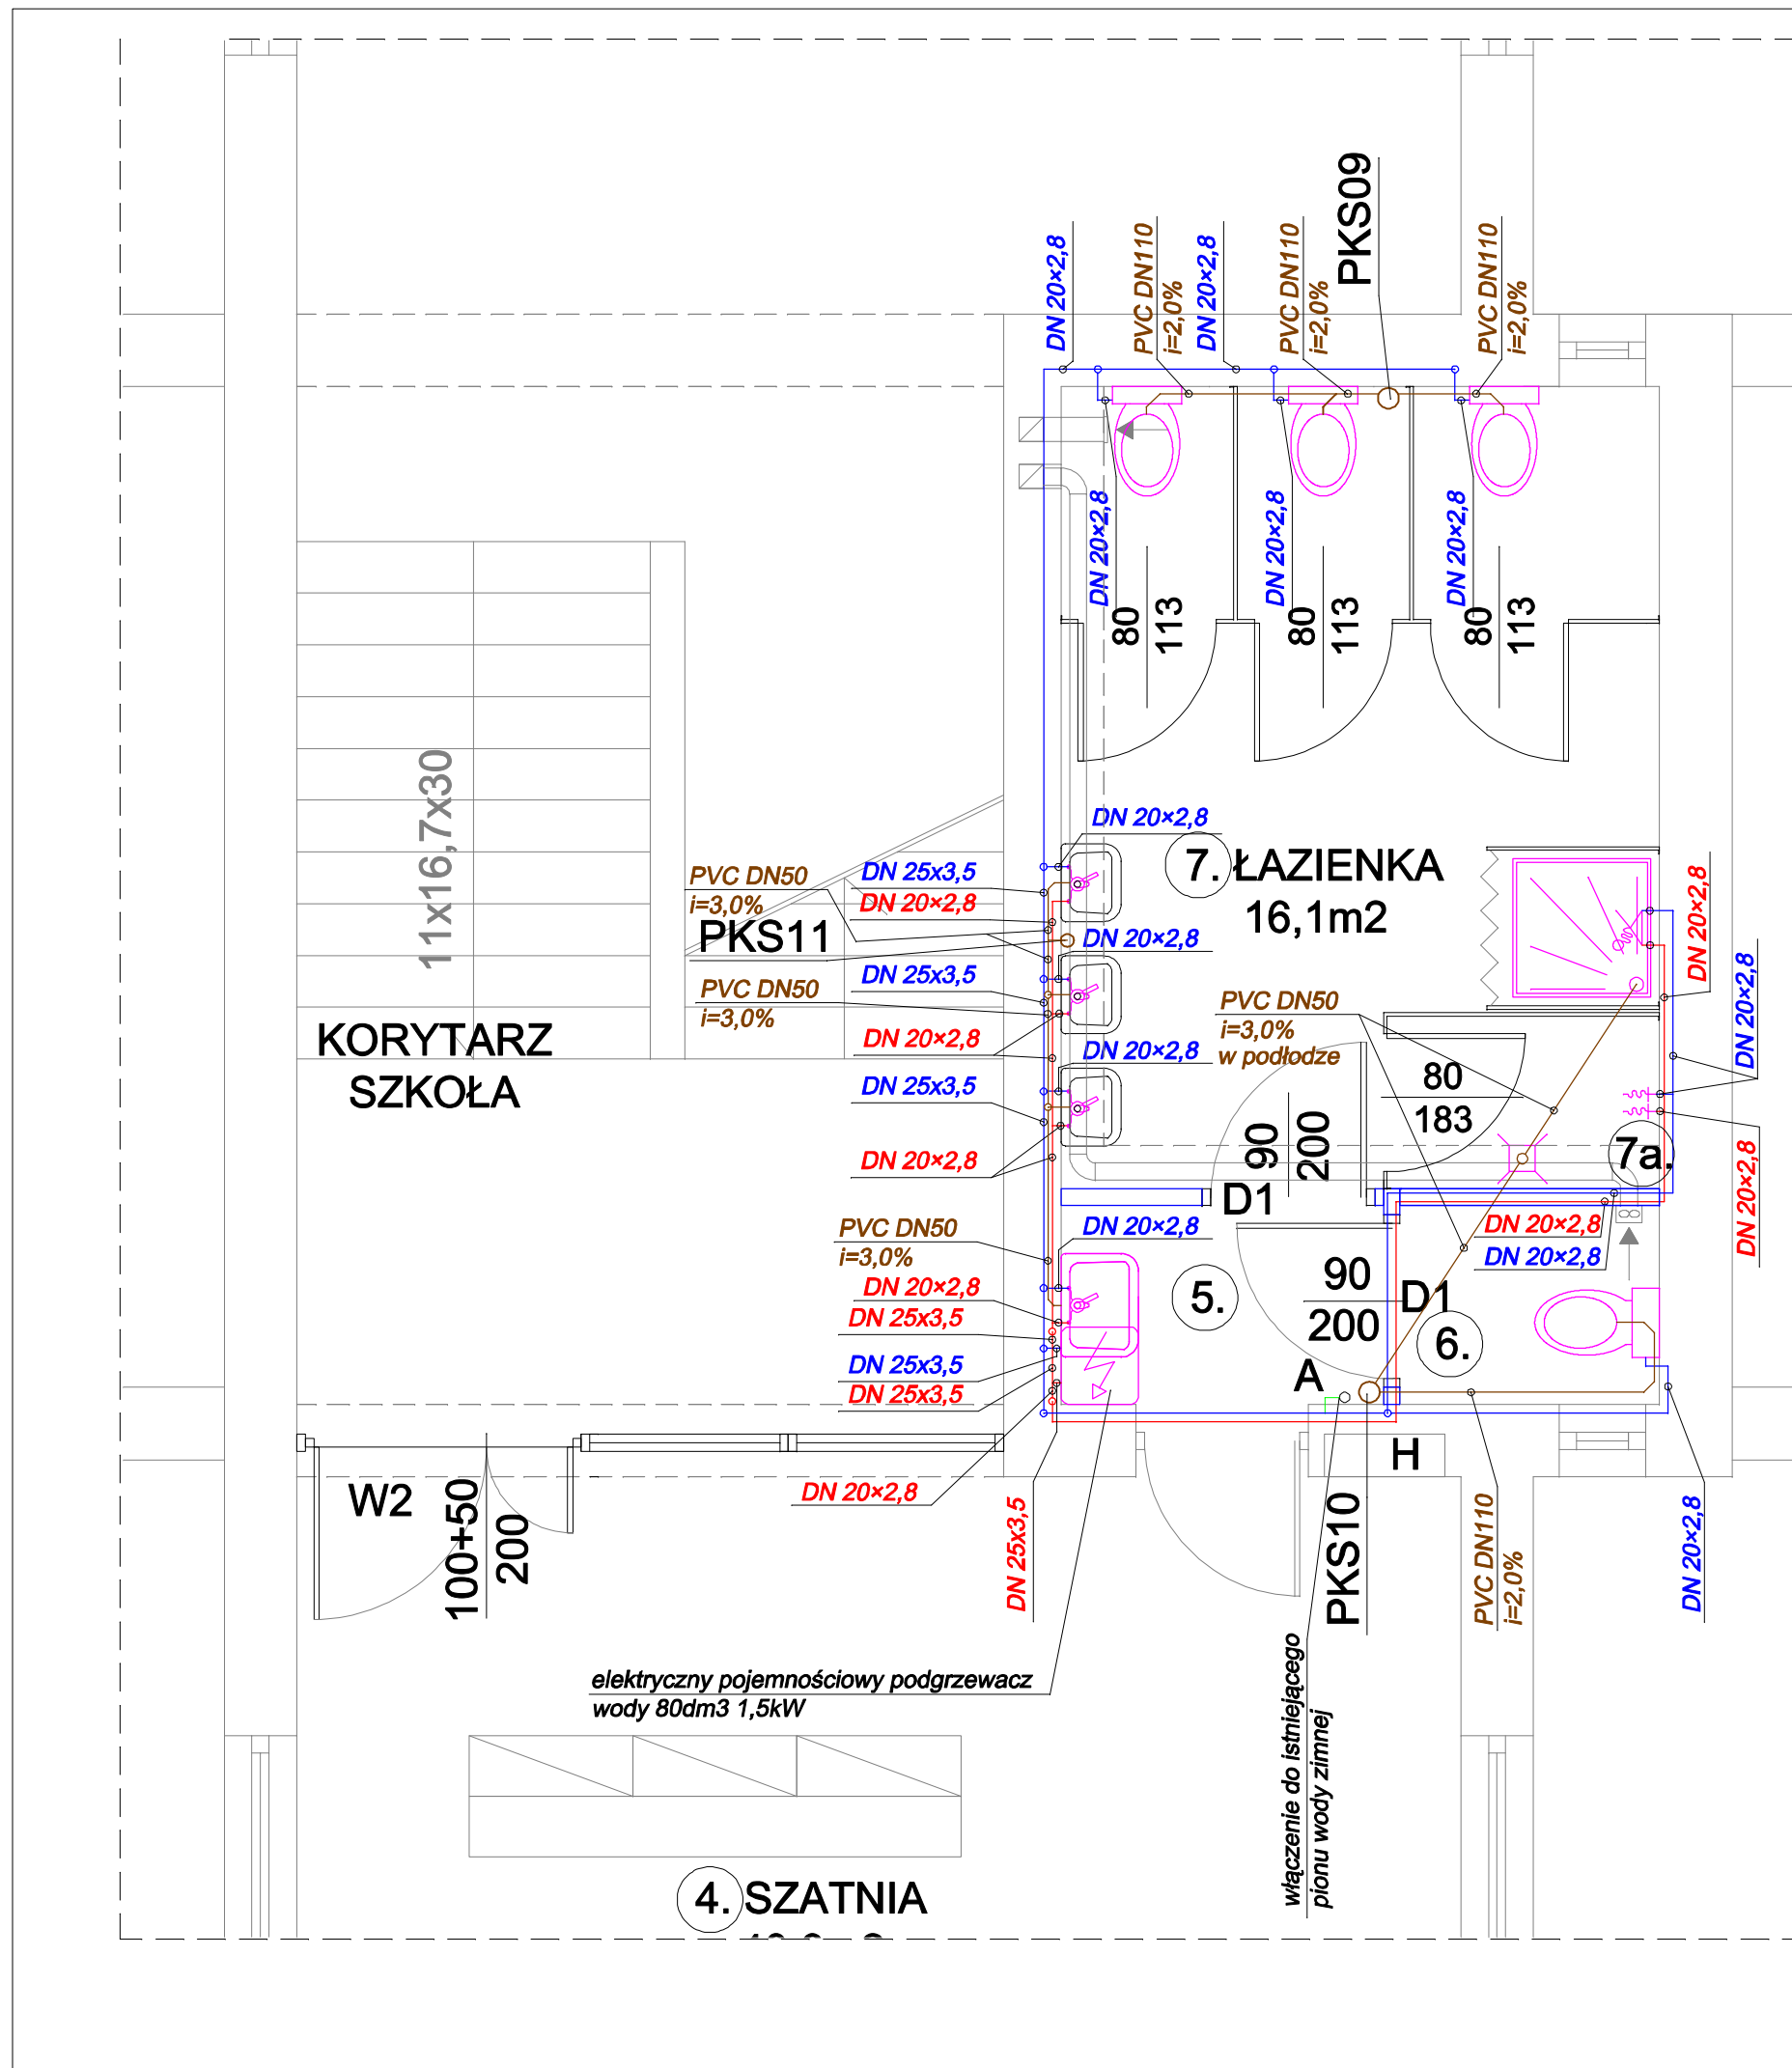 DN 20×2,8
PVC DN110
i=2,0%
DN 20×2,8
PVC DN110
i=2,0%
PKS09
PVC DN110
i=2,0%
DN 20×2,8
DN 20×2,8
DN 20×2,8
80
113
80
113
80
113
11x16,7x30
DN 20×2,8
PVC DN50
i=3,0%
DN 25x3,5
DN 20×2,8
7. ŁAZIENKA
16,1m2
PKS11
DN 20×2,8
DN 25x3,5
PVC DN50
i=3,0%
DN 20×2,8
DN 20×2,8
DN 25x3,5
DN 20×2,8
PVC DN50
i=3,0%
w podłodze
DN 20×2,8
DN 20×2,8
KORYTARZ
SZKOŁA
80
183
90
200
D1
7a.
DN 20×2,8
PVC DN50
i=3,0%
DN 20×2,8
DN 20×2,8
DN 20×2,8
DN 20×2,8
DN 25x3,5
DN 25x3,5
DN 25x3,5
5.
90
200
D1
6.
A
H
W2
100+50
200
DN 20×2,8
DN 25x3,5
PKS10
PVC DN110
i=2,0%
DN 20×2,8
elektryczny pojemnościowy podgrzewacz
wody 80dm3 1,5kW
włączenie do istniejącego
pionu wody zimnej
4. SZATNIA